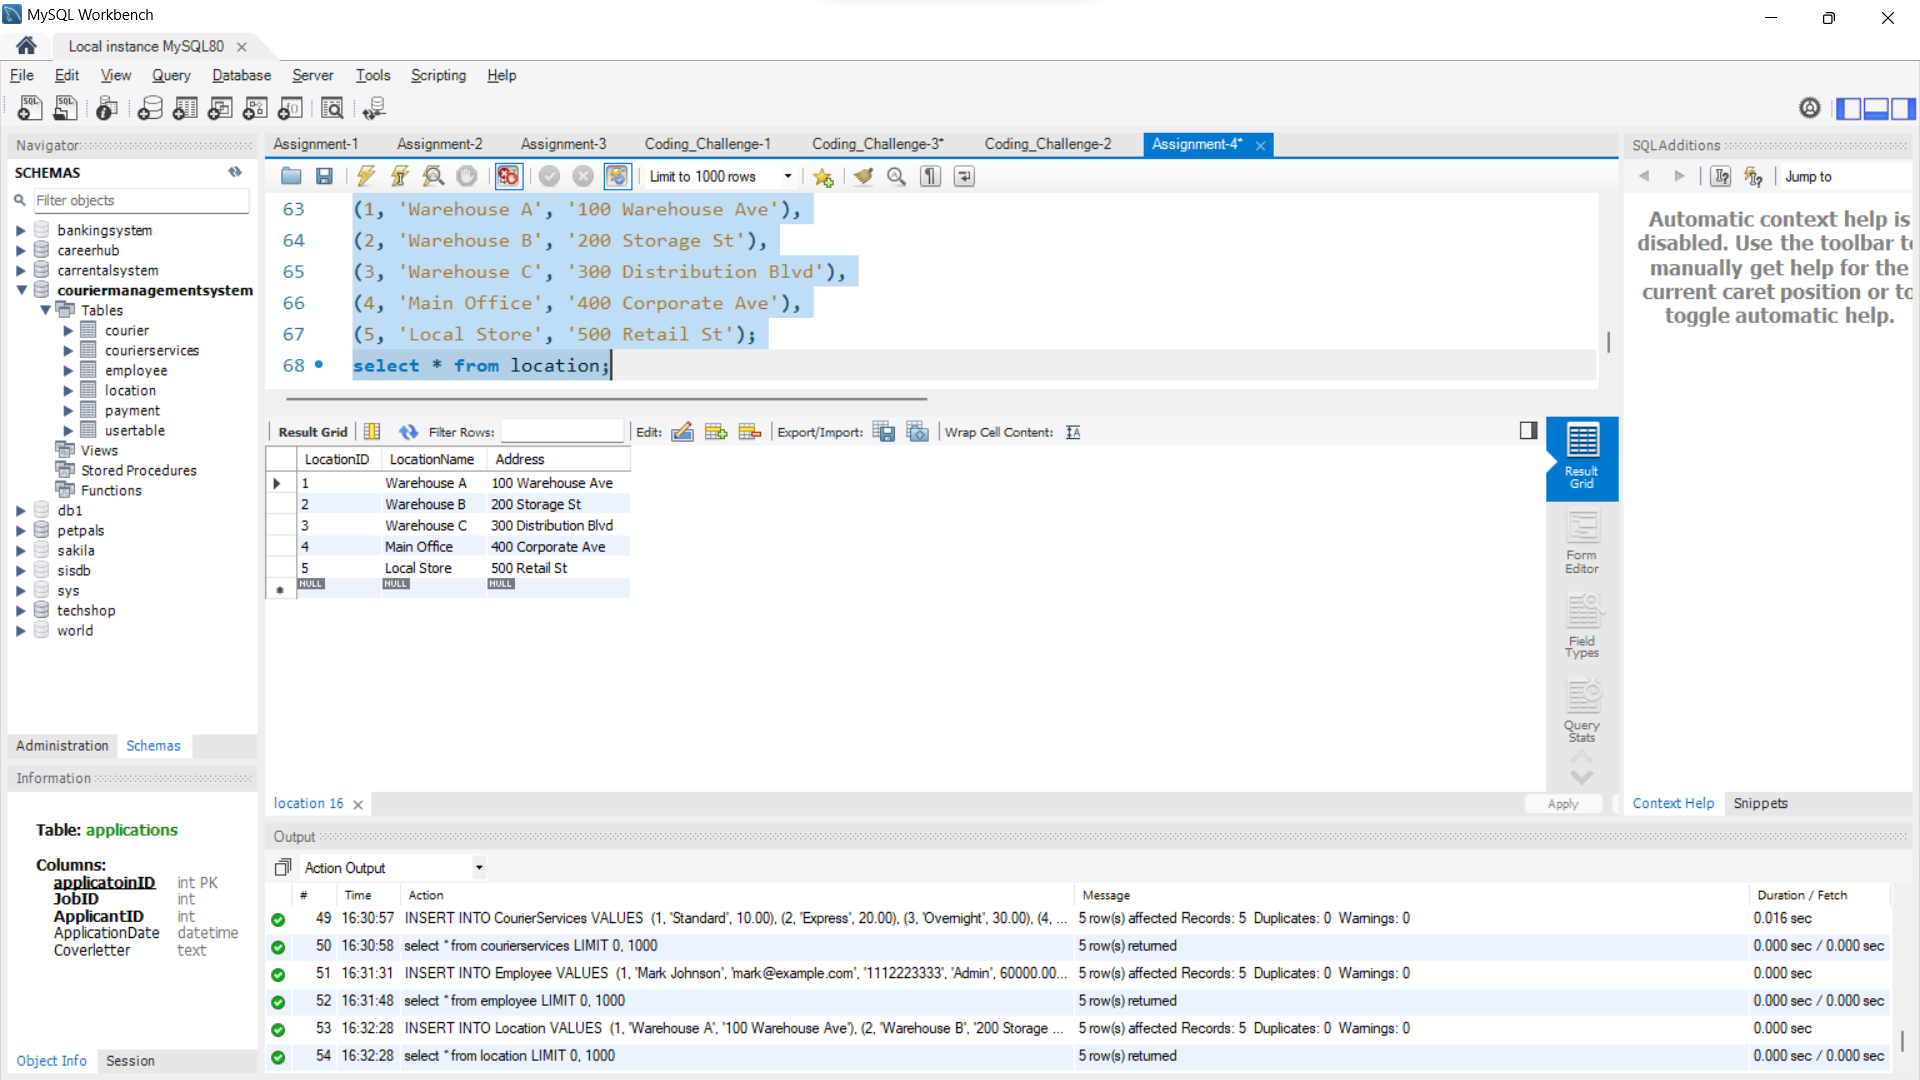 MySQL Workbench
Local instance MySQL80
File Edit View Query Database Server Tools Scripting Help
Navigator
SCHEMAS
Filter objects
bankingsystem
careerhub
carrentalsystem
couriermanagementsystem
Tables
courier
courierservices
employee
location
payment
usertable
Views
Stored Procedures
Functions
db1
petpals
sakila
sisdb
sys
techshop
world
Administration Schemas
Information
Table: applications
Columns:
applicatoinID int PK
JobID int
ApplicantID int
ApplicationDate datetime
Coverletter text
Object Info Session
Assignment-1 Assignment-2 Assignment-3 Coding_Challenge-1 Coding_Challenge-3* Coding_Challenge-2 Assignment-4*
Limit to 1000 rows
63 (1, 'Warehouse A', '100 Warehouse Ave'),
64 (2, 'Warehouse B', '200 Storage St'),
65 (3, 'Warehouse C', '300 Distribution Blvd'),
66 (4, 'Main Office', '400 Corporate Ave'),
67 (5, 'Local Store', '500 Retail St');
68 select * from location;
Result Grid Filter Rows: Edit: Export/Import: Wrap Cell Content:
LocationID LocationName Address
1 Warehouse A 100 Warehouse Ave
2 Warehouse B 200 Storage St
3 Warehouse C 300 Distribution Blvd
4 Main Office 400 Corporate Ave
5 Local Store 500 Retail St
NULL NULL NULL
Result
Grid
Form
Editor
Field
Types
Query
Stats
location 16
Apply
SQLAdditions
Jump to
Automatic context help is
disabled. Use the toolbar to
manually get help for the
current caret position or to
toggle automatic help.
Context Help Snippets
Output
Action Output
# Time Action Message Duration / Fetch
49 16:30:57 INSERT INTO CourierServices VALUES (1, 'Standard', 10.00), (2, 'Express', 20.00), (3, 'Overnight', 30.00), (4, ... 5 row(s) affected Records: 5 Duplicates: 0 Warnings: 0 0.016 sec
50 16:30:58 select * from courierservices LIMIT 0, 1000 5 row(s) returned 0.000 sec / 0.000 sec
51 16:31:31 INSERT INTO Employee VALUES (1, 'Mark Johnson', 'mark@example.com', '1112223333', 'Admin', 60000.00... 5 row(s) affected Records: 5 Duplicates: 0 Warnings: 0 0.000 sec
52 16:31:48 select * from employee LIMIT 0, 1000 5 row(s) returned 0.000 sec / 0.000 sec
53 16:32:28 INSERT INTO Location VALUES (1, 'Warehouse A', '100 Warehouse Ave'), (2, 'Warehouse B', '200 Storage ... 5 row(s) affected Records: 5 Duplicates: 0 Warnings: 0 0.000 sec
54 16:32:28 select * from location LIMIT 0, 1000 5 row(s) returned 0.000 sec / 0.000 sec